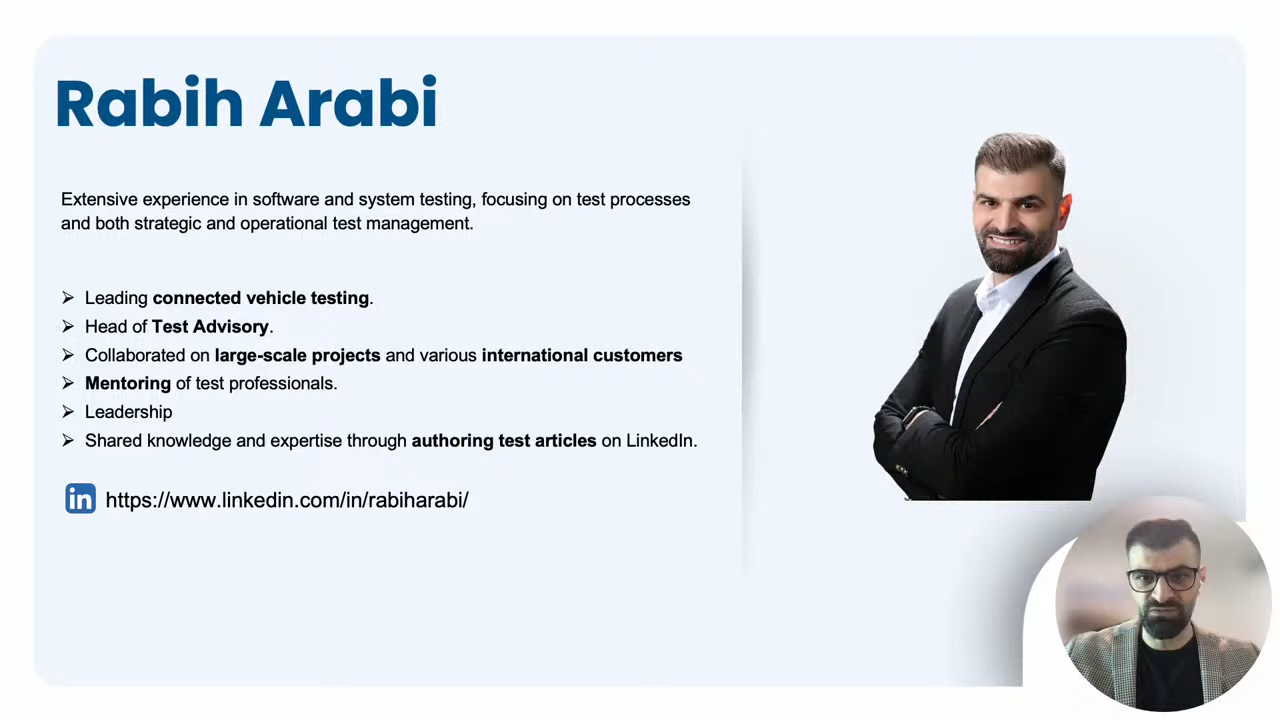 Rabih Arabi
Extensive experience in software and system testing, focusing on test processes
and both strategic and operational test management.
➢ Leading connected vehicle testing.
➢ Head of Test Advisory.
➢ Collaborated on large-scale projects and various international customers
➢ Mentoring of test professionals.
➢ Leadership
➢ Shared knowledge and expertise through authoring test articles on LinkedIn.
in https://www.linkedin.com/in/rabiharabi/